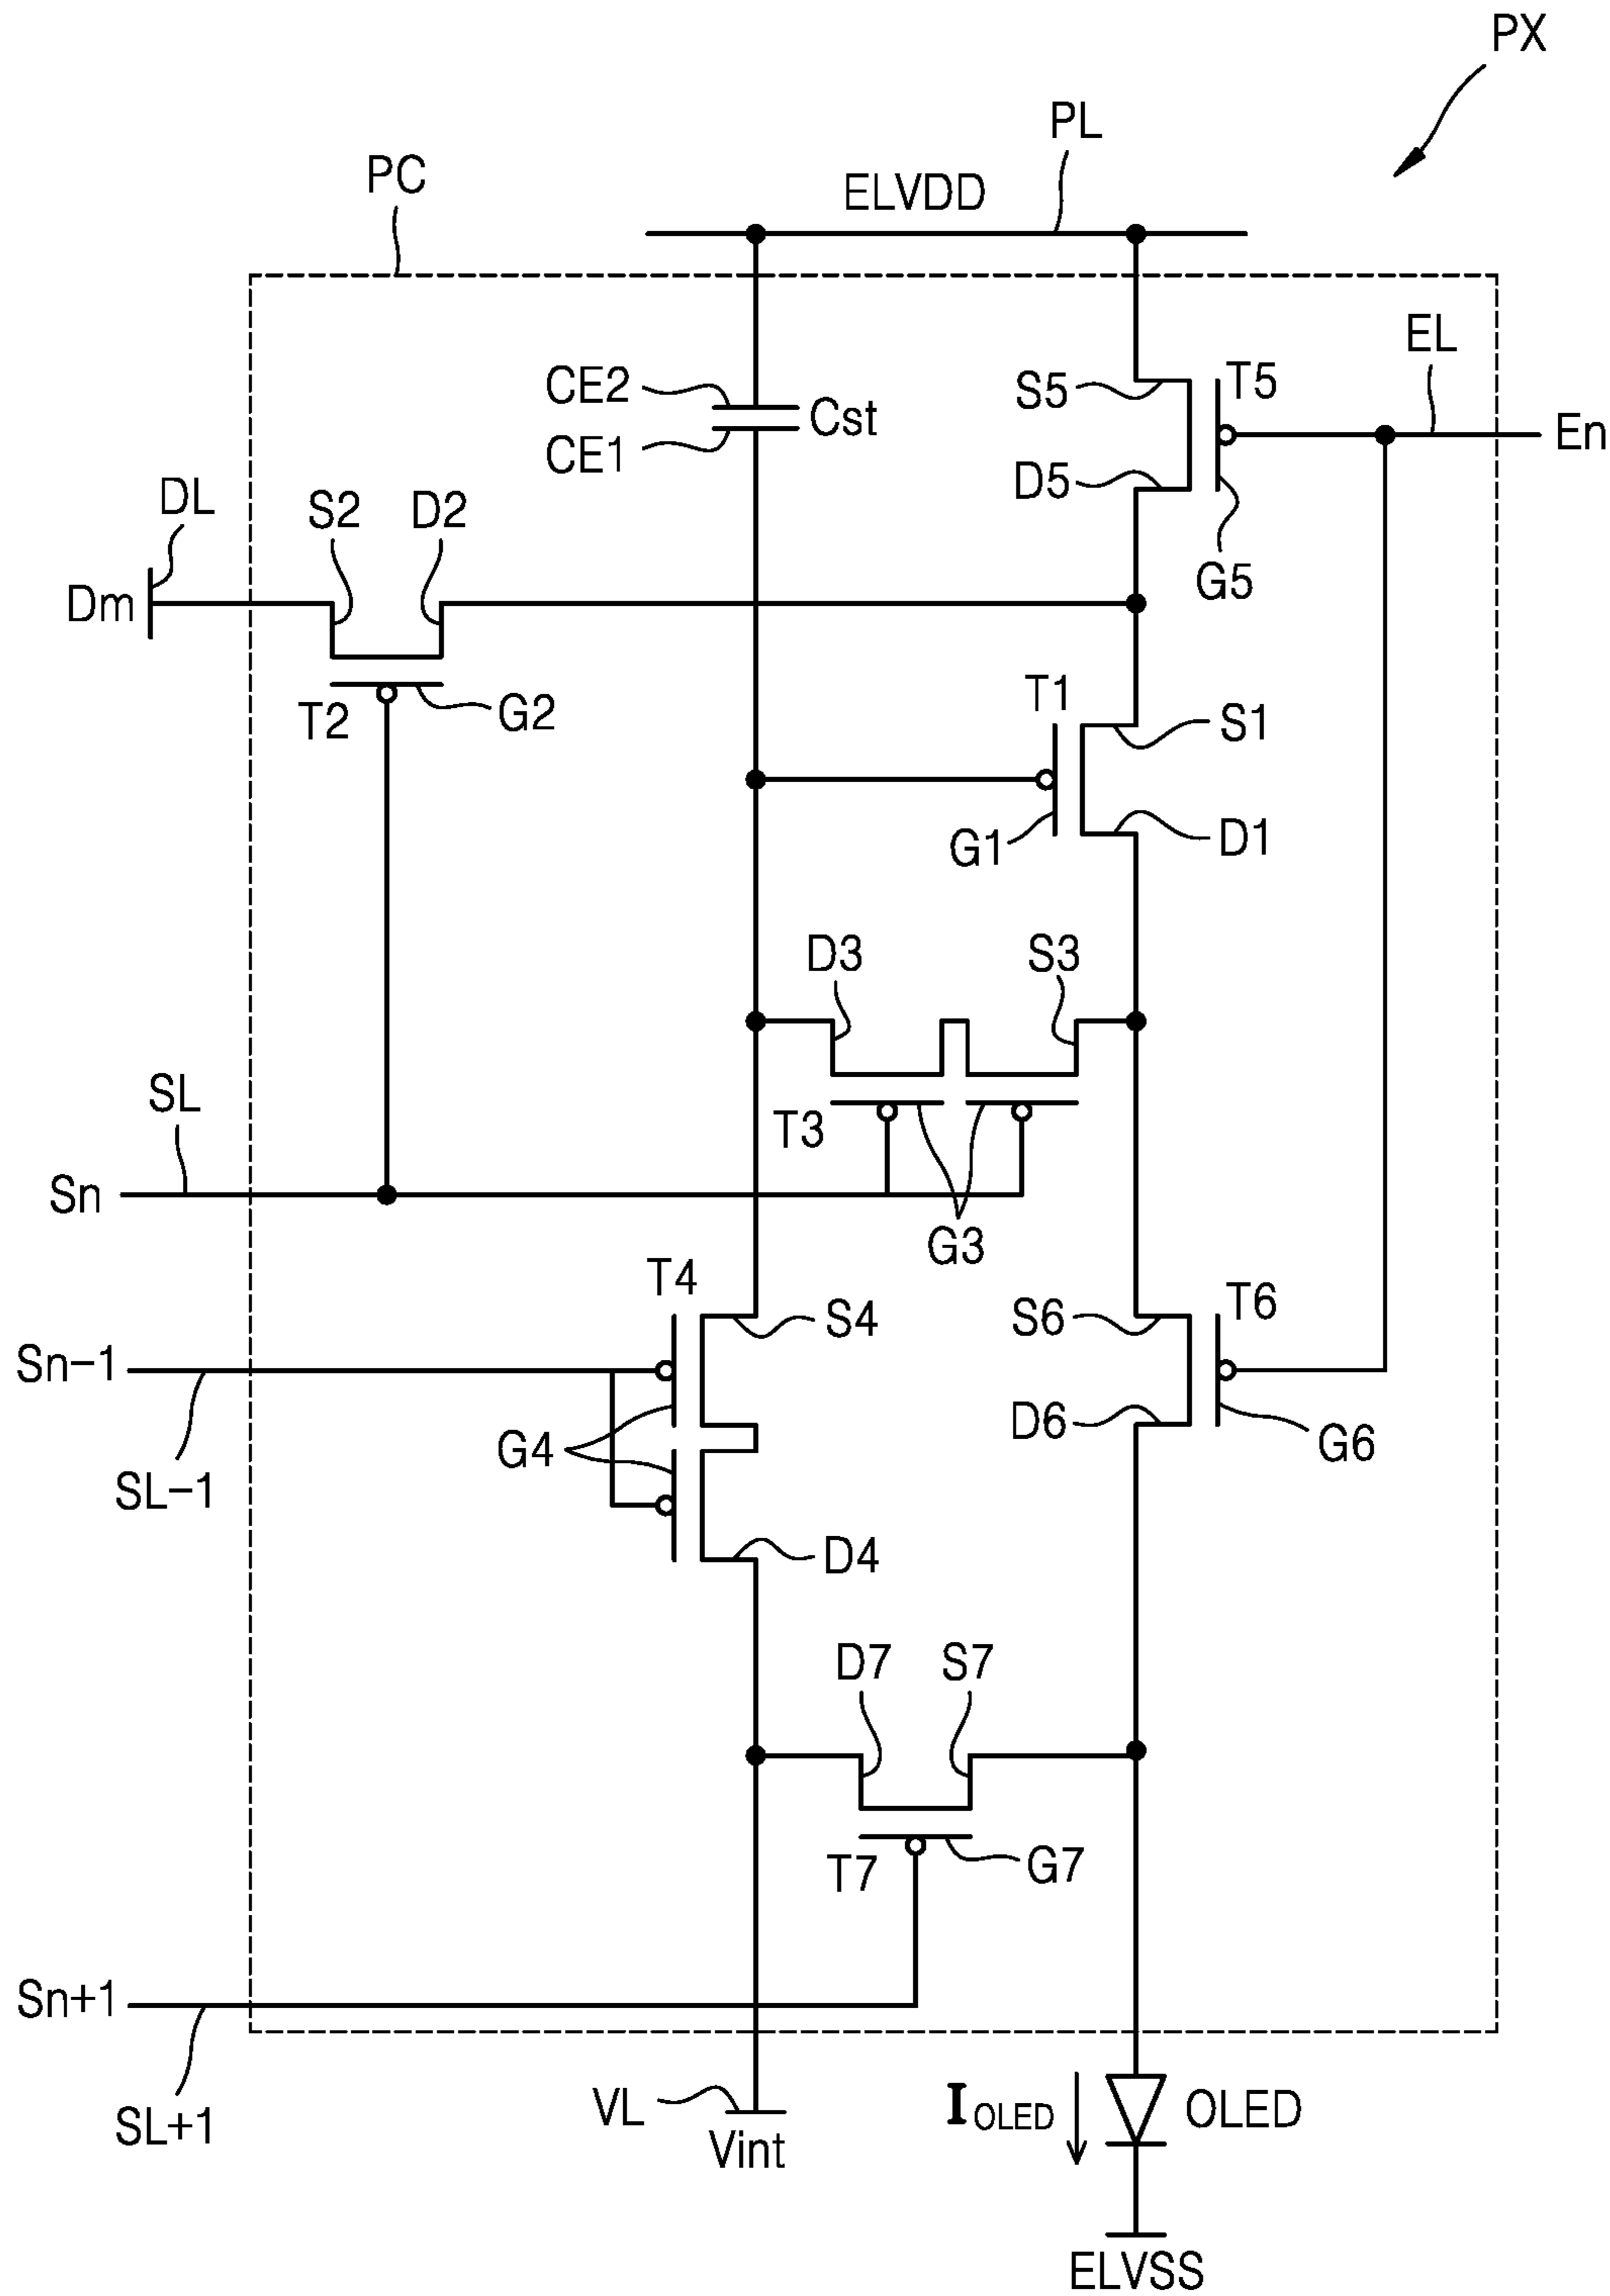 PX
PL
PC
ELVDD
EL
CE2
Cst
CE1
S5
T5
En
D5
G5
DL
S2
D2
Dm
T2
G2
T1
S1
G1
D1
D3
S3
SL
T3
Sn
G3
T4
S4
S6
T6
Sn-1
G4
D6
G6
SL-1
D4
D7
S7
T7
G7
Sn+1
SL+1
VL
Vint
IOLED
OLED
ELVSS